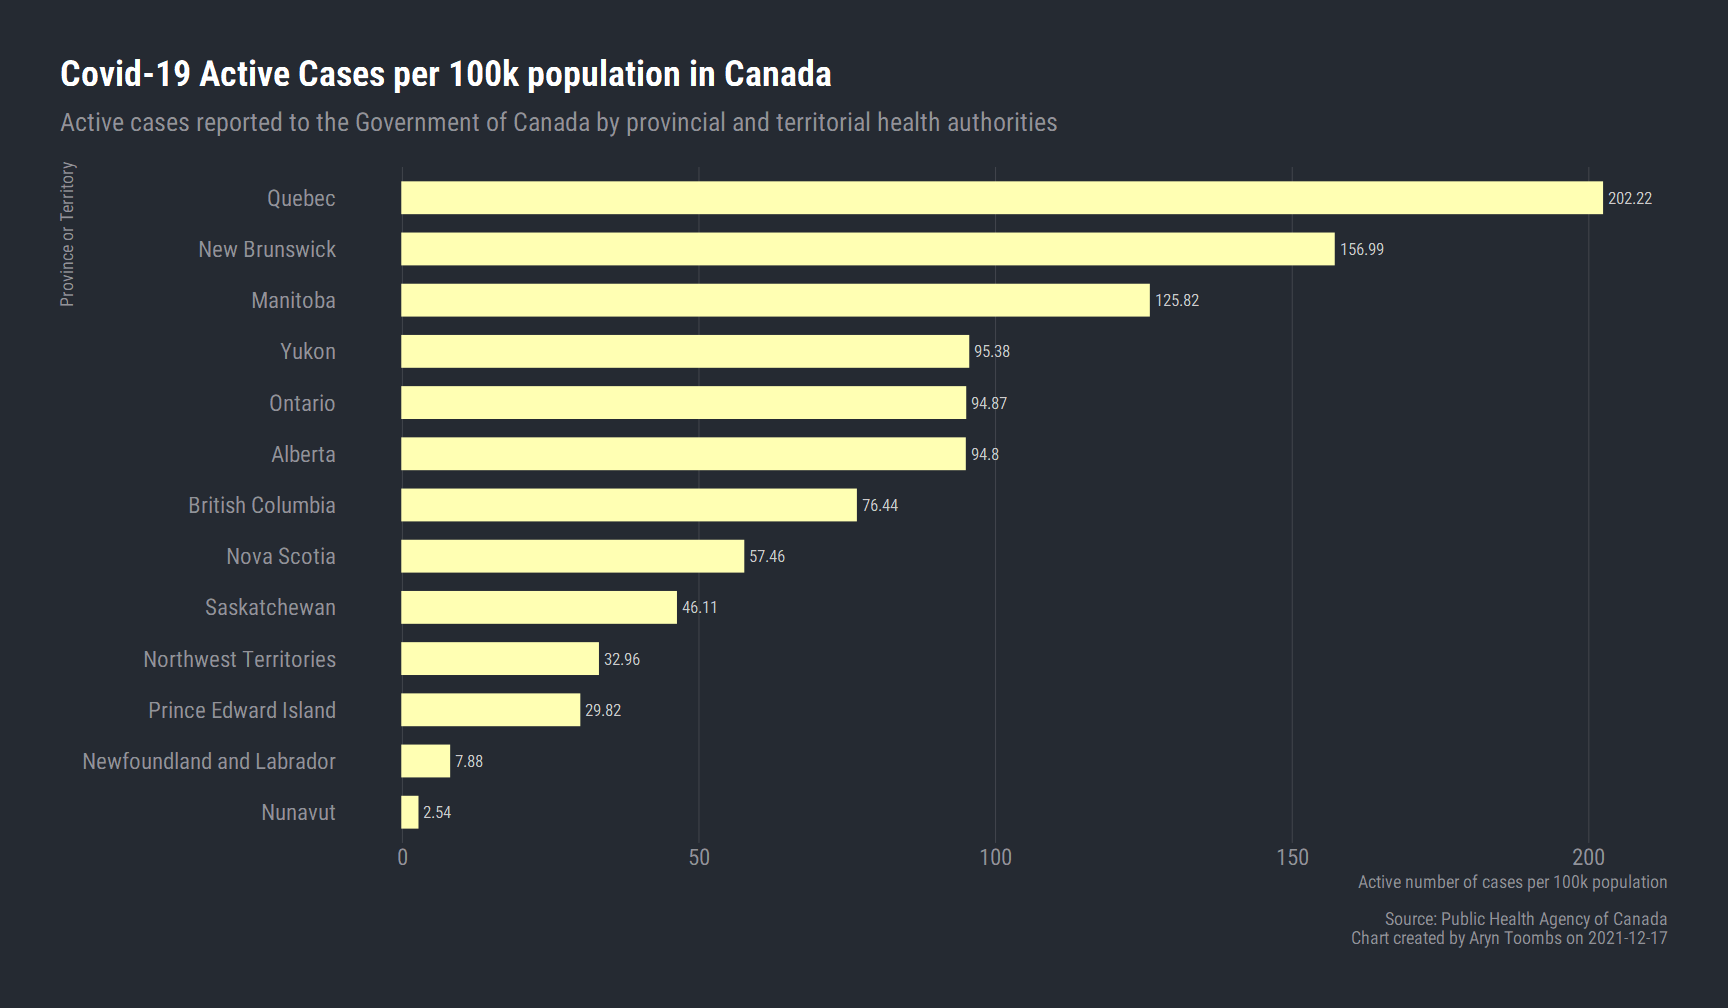 Covid-19 Active Cases per 100k population in Canada
Active cases reported to the Government of Canada by provincial and territorial health authorities
Province or Territory
Quebec 202.22
New Brunswick 156.99
Manitoba 125.82
Yukon 95.38
Ontario 94.87
Alberta 94.8
British Columbia 76.44
Nova Scotia 57.46
Saskatchewan 46.11
Northwest Territories 32.96
Prince Edward Island 29.82
Newfoundland and Labrador 7.88
Nunavut 2.54
0 50 100 150 200
Active number of cases per 100k population
Source: Public Health Agency of Canada
Chart created by Aryn Toombs on 2021-12-17